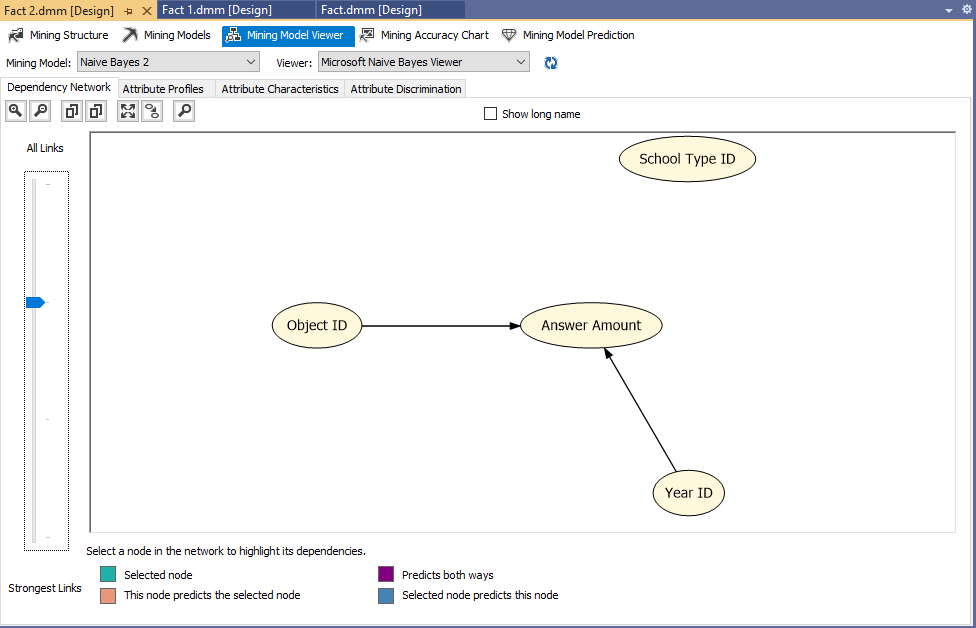 Fact 2.dmm [Design] Fact 1.dmm [Design] Fact.dmm [Design]
Mining Structure Mining Models Mining Model Viewer Mining Accuracy Chart Mining Model Prediction
Mining Model: Naive Bayes 2 Viewer: Microsoft Naive Bayes Viewer
Dependency Network Attribute Profiles Attribute Characteristics Attribute Discrimination
Show long name
All Links
School Type ID
Object ID Answer Amount
Year ID
Select a node in the network to highlight its dependencies.
Selected node Predicts both ways
Strongest Links
This node predicts the selected node Selected node predicts this node